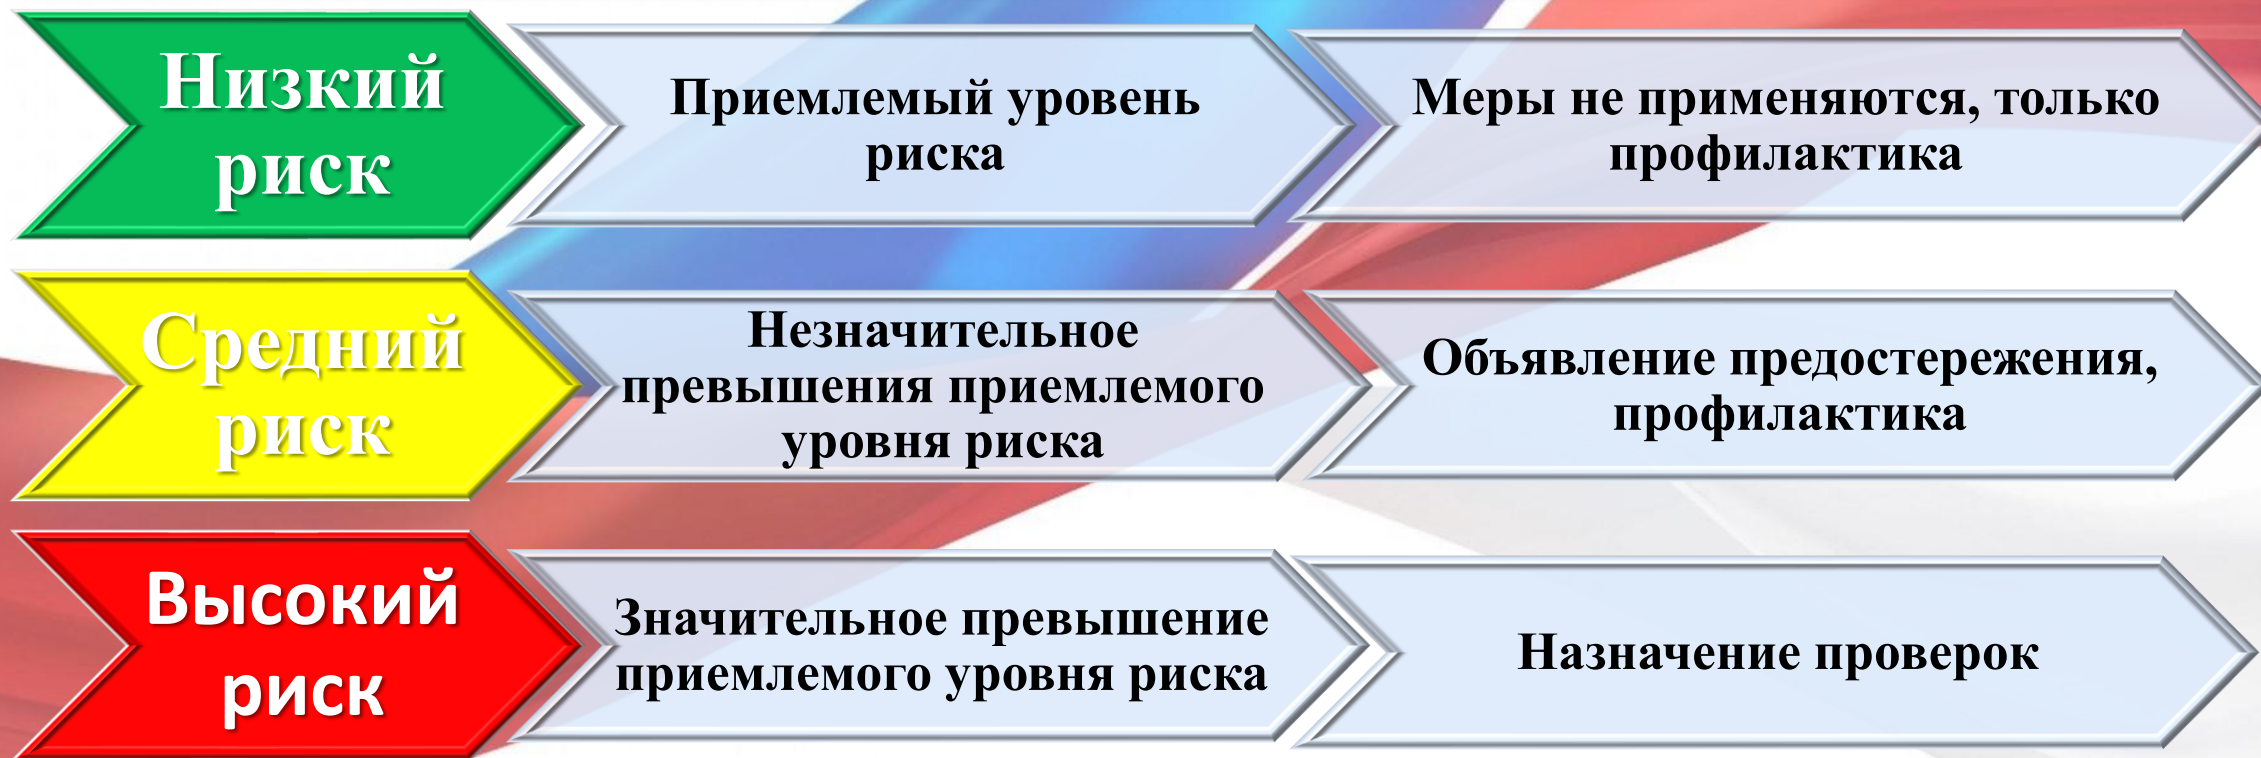 Низкий
риск
Приемлемый уровень
риска
Меры не применяются, только
профилактика
Средний
риск
Незначительное
превышения приемлемого
уровня риска
Объявление предостережения,
профилактика
Высокий
риск
Значительное превышение
приемлемого уровня риска
Назначение проверок